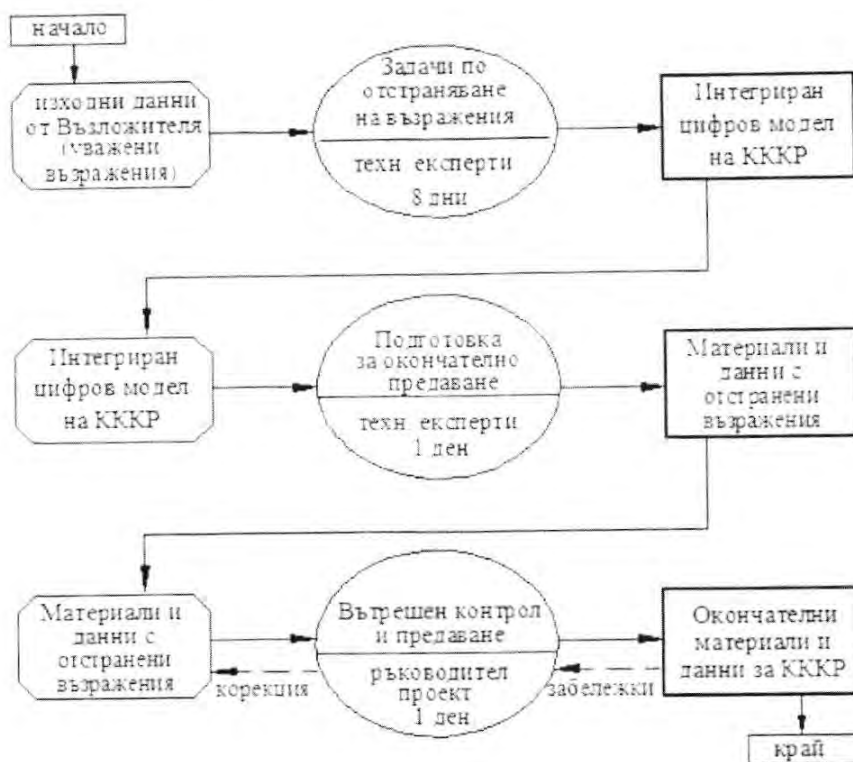 начало
изходни данни
от Възложителя
(уважени
възражения)
Задачи по
отстраняване
на възражения
техн. експерти
8 дни
Интегриран
цифров модел
на КККР
Интегриран
цифров модел
на КККР
Подготовка
за окончателно
предаване
техн. експерти
1 ден
Материали и
данни с
отстранени
възражения
Материали и
данни с
отстранени
възражения
корекция
Вътрешен контрол
и предаване
ръководител
проект
1 ден
забележки
Окончателни
материали и
данни за КККР
край